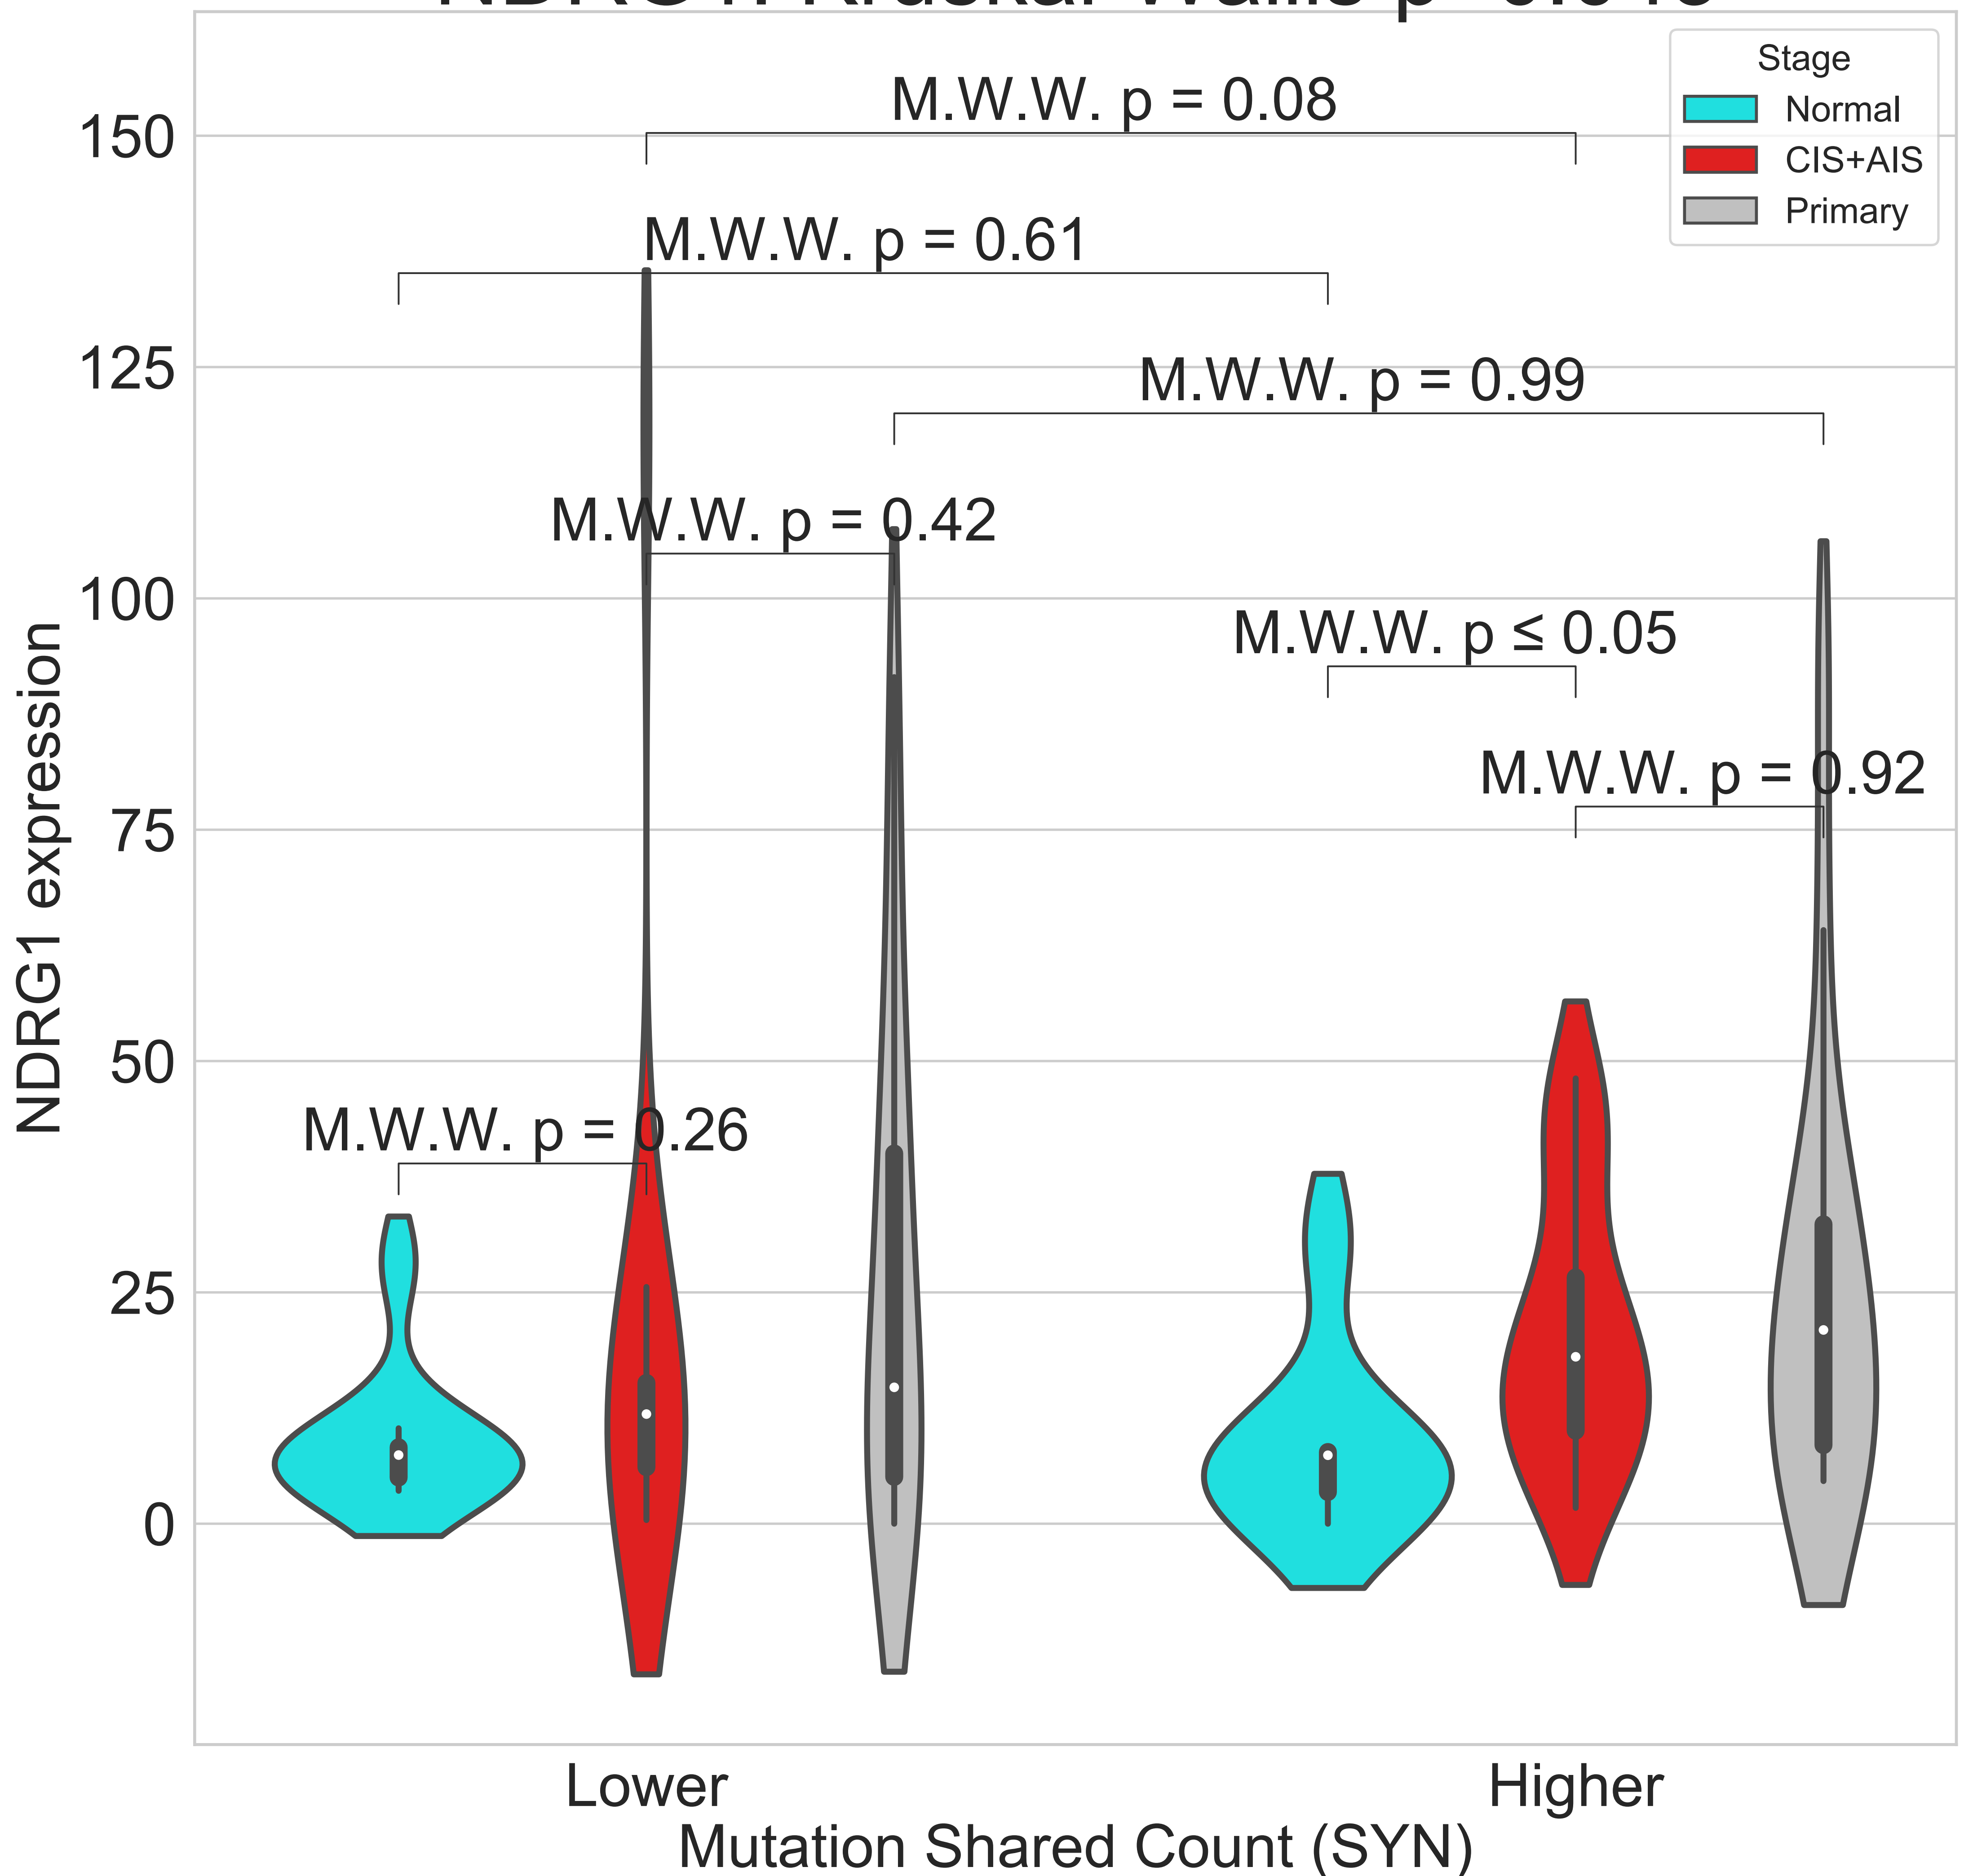 Stage
Normal
CIS+AIS
Primary
M.W.W. p = 0.08
M.W.W. p = 0.61
M.W.W. p = 0.99
M.W.W. p = 0.42
M.W.W. p ≤ 0.05
M.W.W. p = 0.92
M.W.W. p = 0.26
150
125
100
75
50
25
0
NDRG1 expression
Lower
Higher
Mutation Shared Count (SYN)